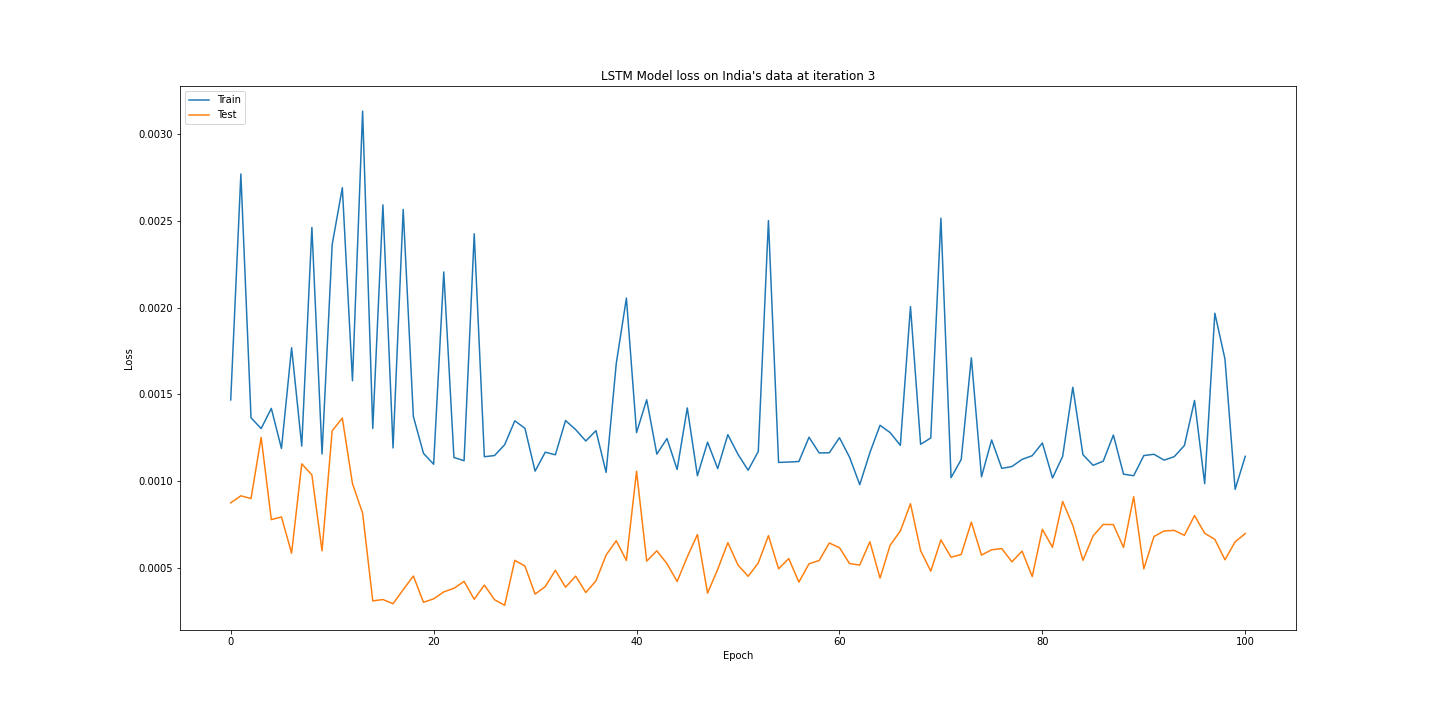 LSTM Model loss on India's data at iteration 3
Train
Test
0.0030
0.0025
0.0020
0.0015
0.0010
0.0005
Loss
0 20 40 60 80 100
Epoch